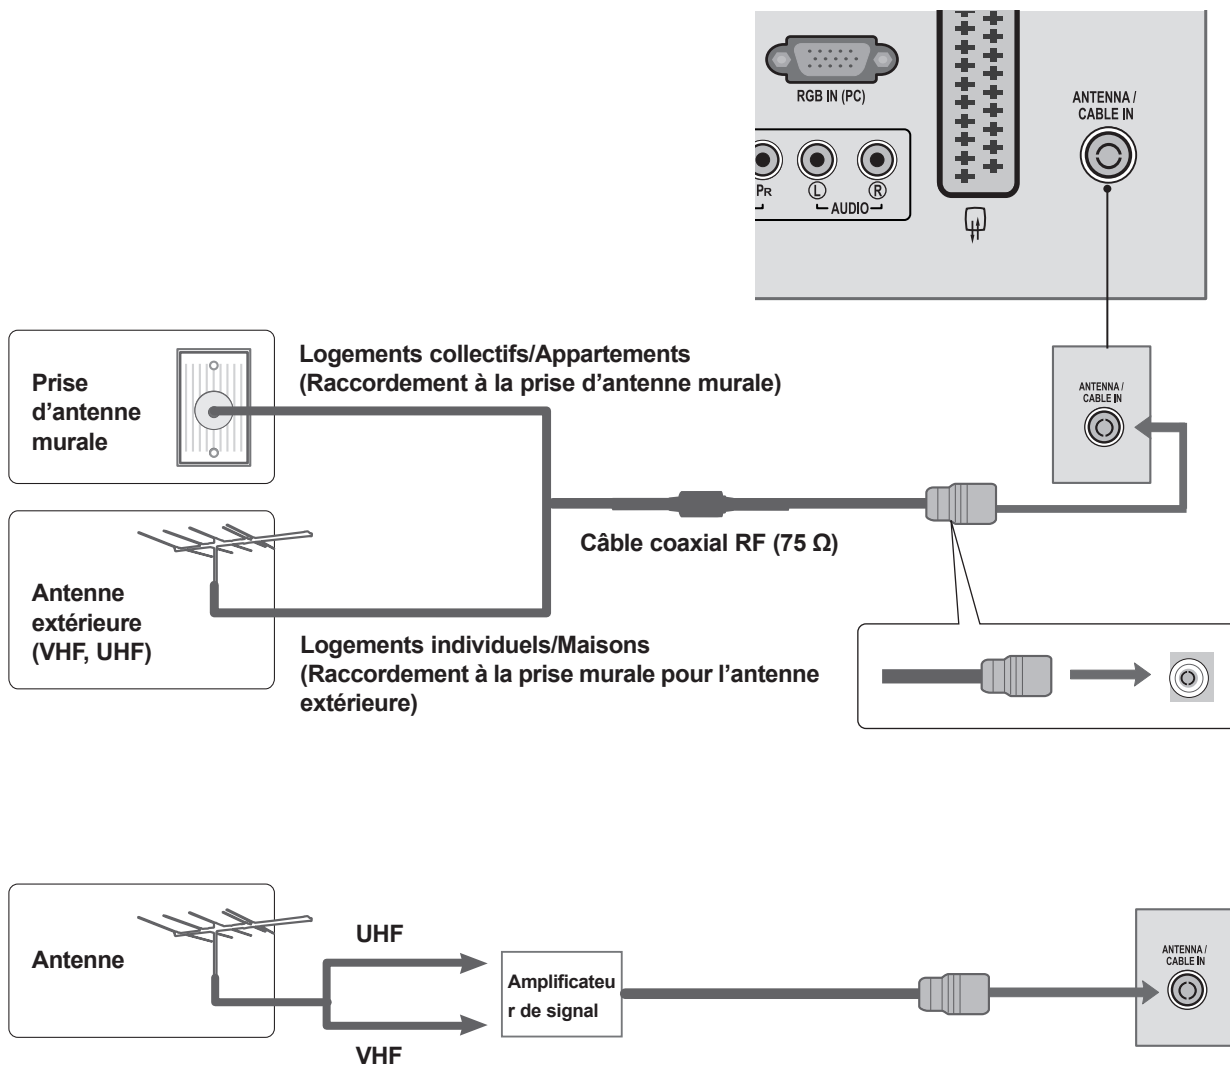 RGB IN (PC)
ANTENNA /
CABLE IN
PR
L
R
AUDIO
Prise
d’antenne
murale
Logements collectifs/Appartements
(Raccordement à la prise d’antenne murale)
ANTENNA /
CABLE IN
Câble coaxial RF (75 Ω)
Antenne
extérieure
(VHF, UHF)
Logements individuels/Maisons
(Raccordement à la prise murale pour l’antenne
extérieure)
Antenne
UHF
VHF
Amplificateu
r de signal
ANTENNA /
CABLE IN